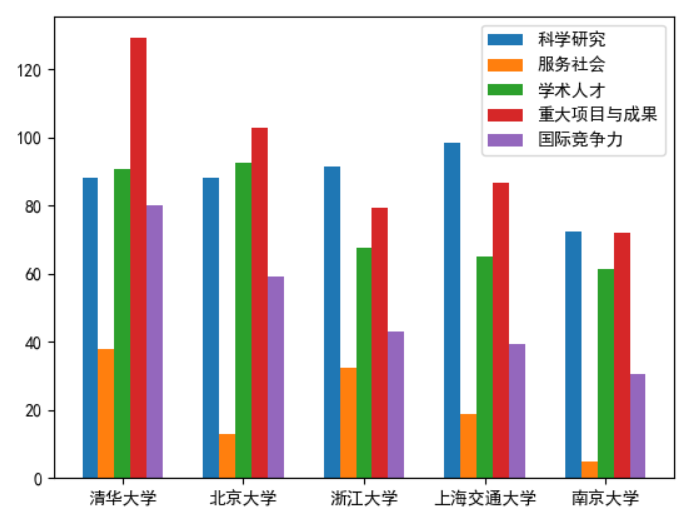 科学研究
服务社会
学术人才
重大项目与成果
国际竞争力
120
100
80
60
40
20
0
清华大学 北京大学 浙江大学 上海交通大学 南京大学